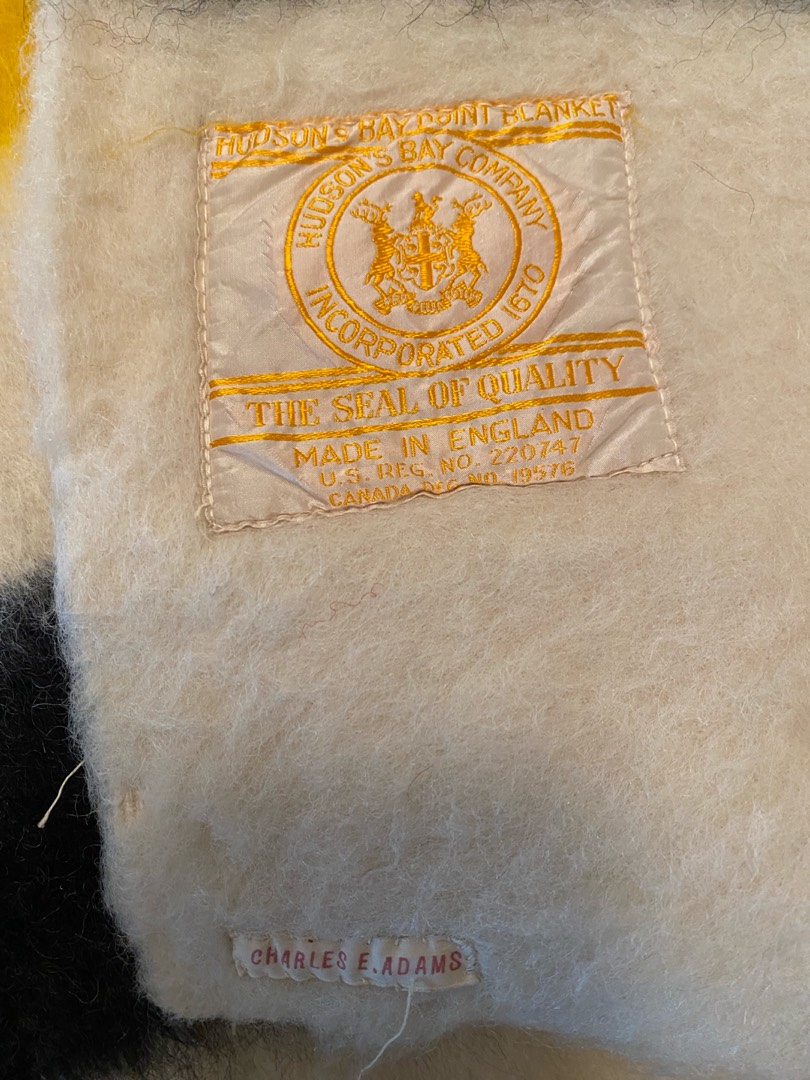 HUDSON'S BAY POINT BLANKET
HUDSON'S BAY COMPANY
INCORPORATED 1670
THE SEAL OF QUALITY
MADE IN ENGLAND
U.S. REG. NO. 220747
CANADA REG. NO. 19576
CHARLES E. ADAMS